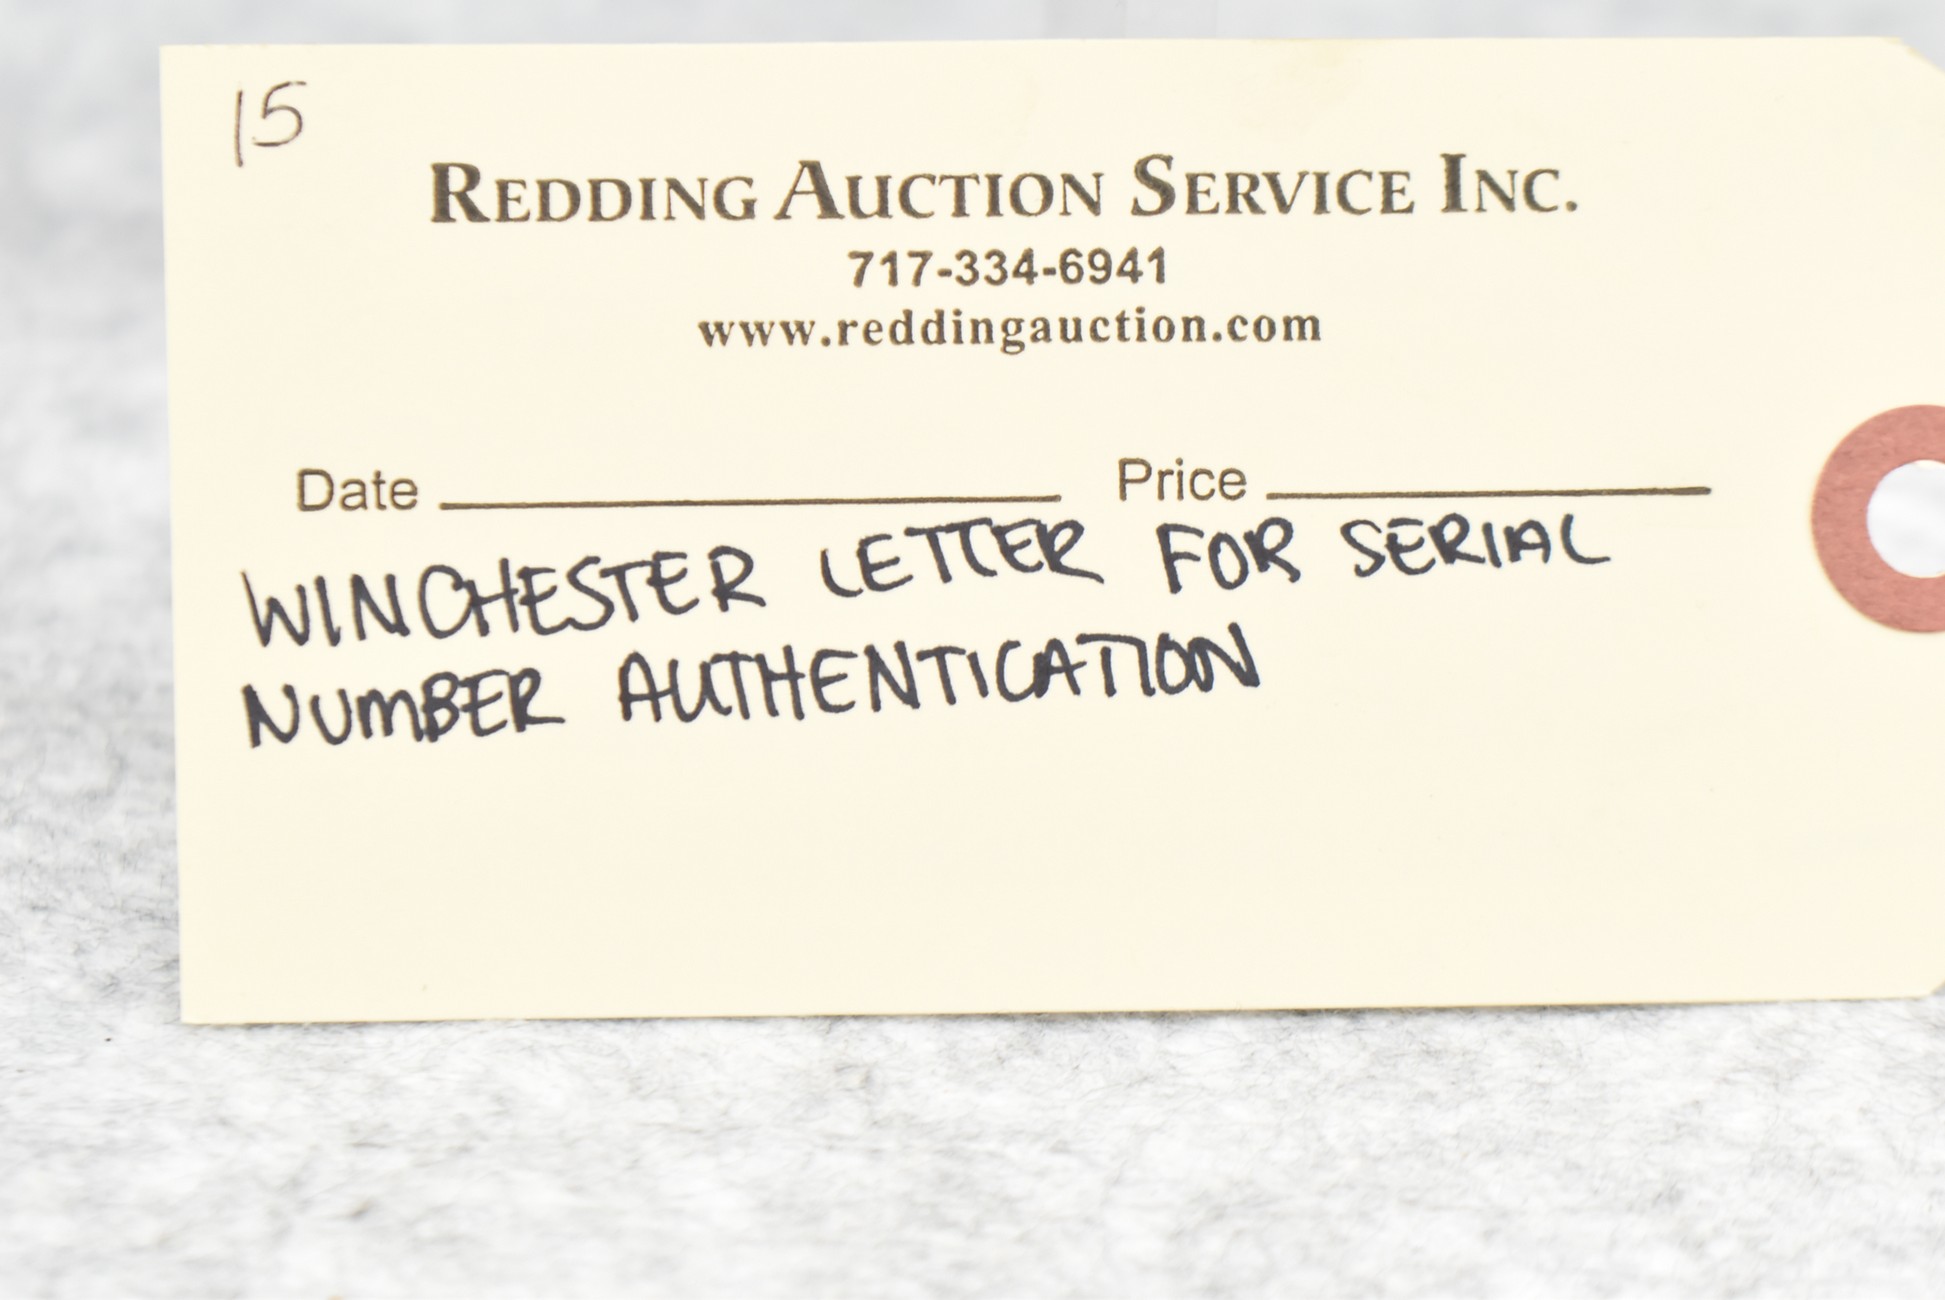 15
REDDING AUCTION SERVICE INC.
717-334-6941
www.reddingauction.com
Date Price
WINCHESTER LETTER FOR SERIAL
NUMBER AUTHENTICATION